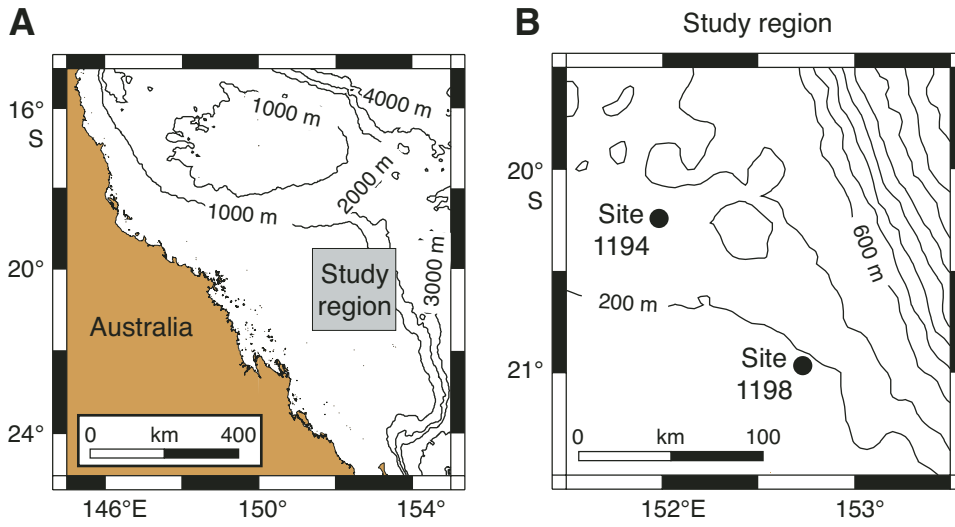 A
16°
S
20°
24°
1000 m
4000 m
2000 m
1000 m
3000 m
Study
region
Australia
0 km 400
146°E 150° 154°
B
Study region
20°
S
21°
Site
1194
600 m
200 m
Site
1198
0 km 100
152°E 153°